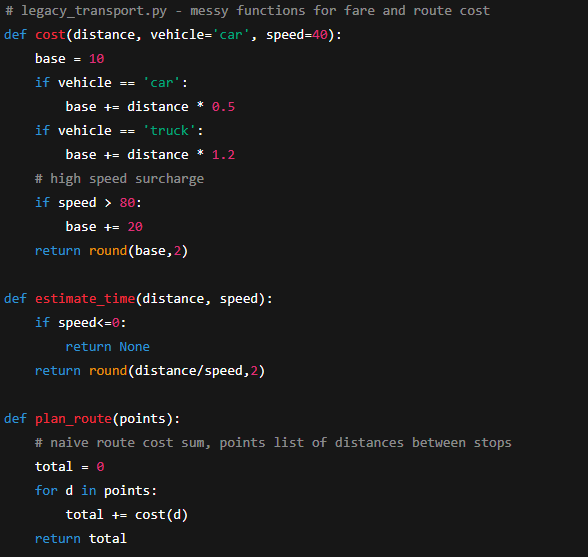 # legacy_transport.py - messy functions for fare and route cost
def cost(distance, vehicle='car', speed=40):
    base = 10
    if vehicle == 'car':
        base += distance * 0.5
    if vehicle == 'truck':
        base += distance * 1.2
    # high speed surcharge
    if speed > 80:
        base += 20
    return round(base,2)

def estimate_time(distance, speed):
    if speed<=0:
        return None
    return round(distance/speed,2)

def plan_route(points):
    # naive route cost sum, points list of distances between stops
    total = 0
    for d in points:
        total += cost(d)
    return total